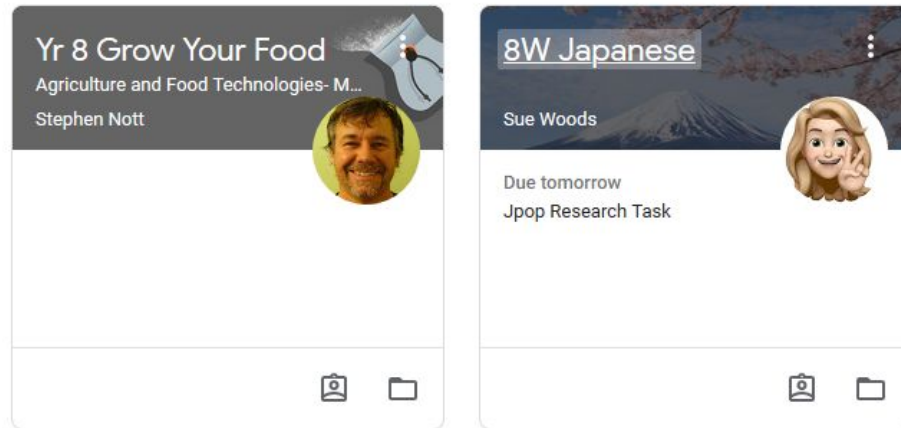 Yr 8 Grow Your Food
Agriculture and Food Technologies- M...
Stephen Nott
8W Japanese
Sue Woods
Due tomorrow
Jpop Research Task